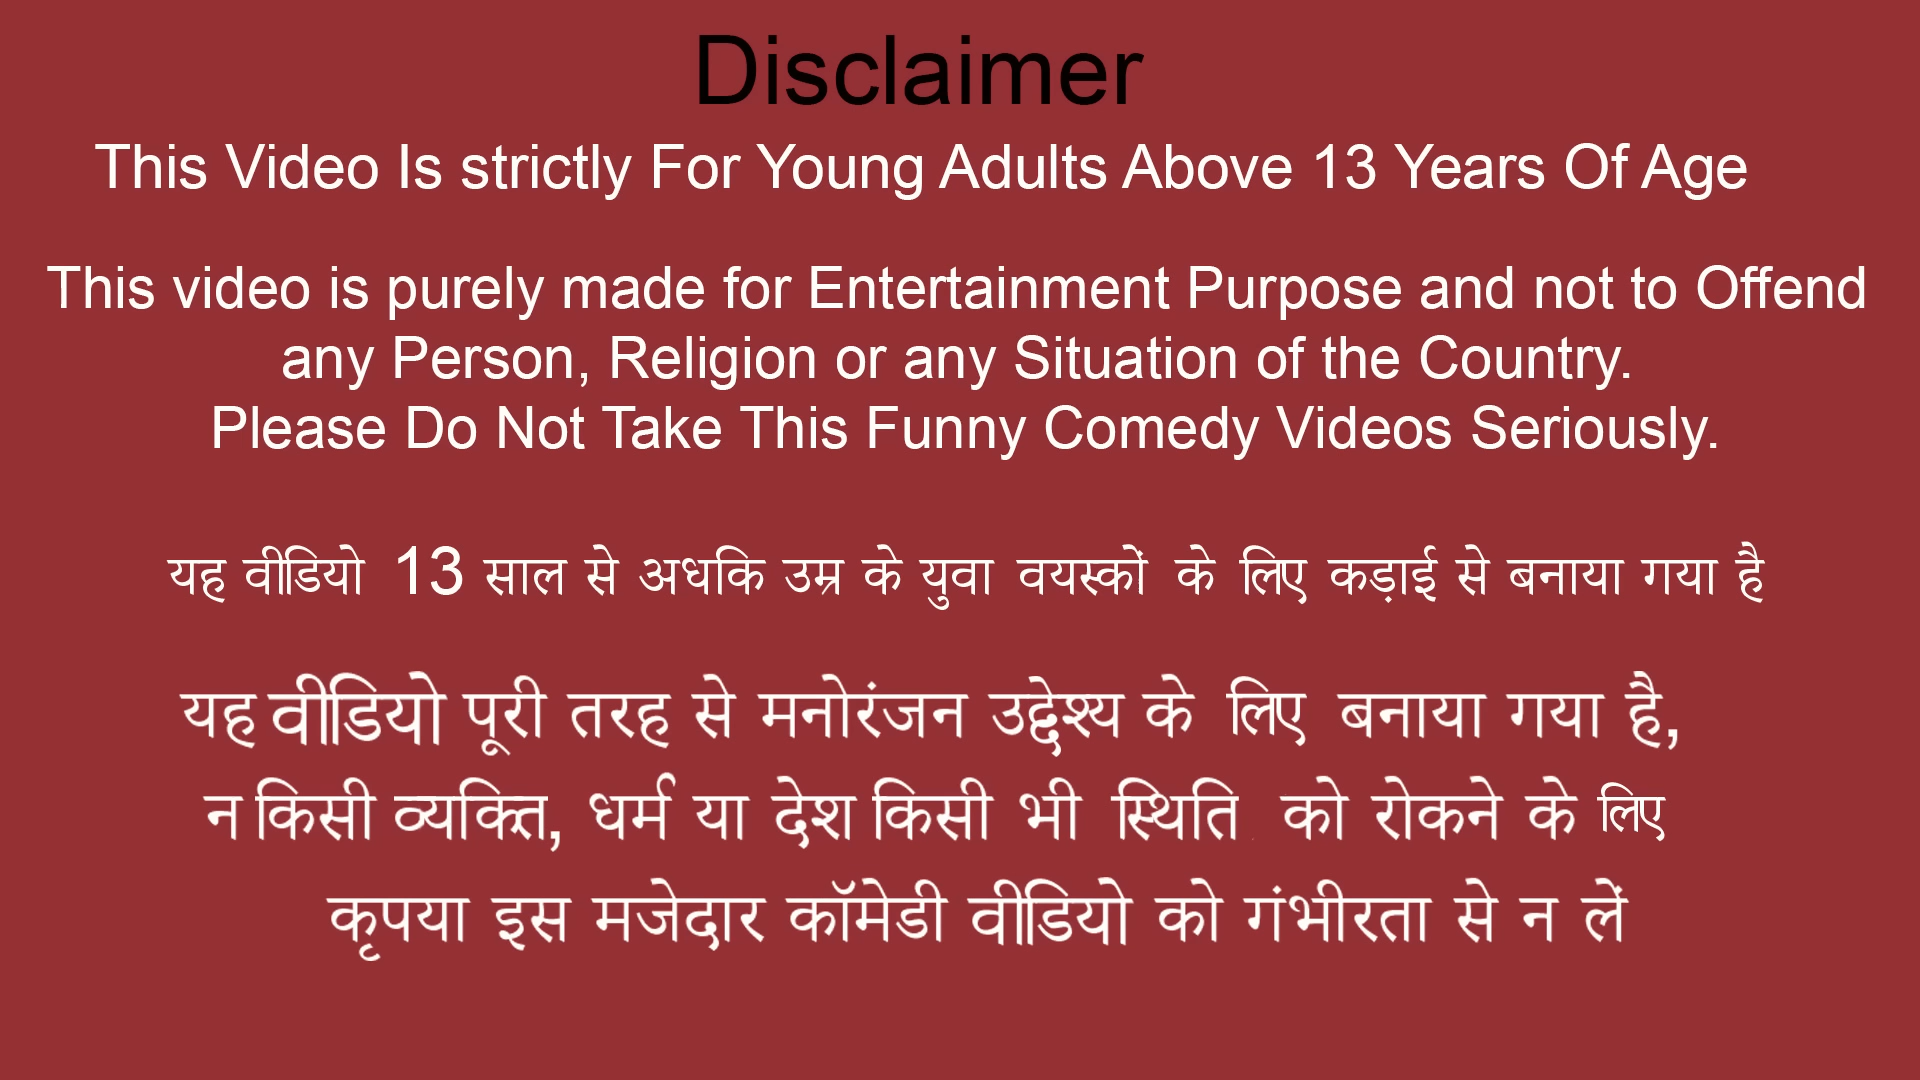 Disclaimer
This Video Is strictly For Young Adults Above 13 Years Of Age
This video is purely made for Entertainment Purpose and not to Offend
any Person, Religion or any Situation of the Country.
Please Do Not Take This Funny Comedy Videos Seriously.
यह वीडियो 13 साल से अधकि उम्र के युवा वयस्कों के लिए कड़ाई से बनाया गया है
यह वीडियो पूरी तरह से मनोरंजन उद्देश्य के लिए बनाया गया है,
न किसी व्यक्ति, धर्म या देश किसी भी स्थिति को रोकने के लिए
कृपया इस मजेदार कॉमेडी वीडियो को गंभीरता से न लें